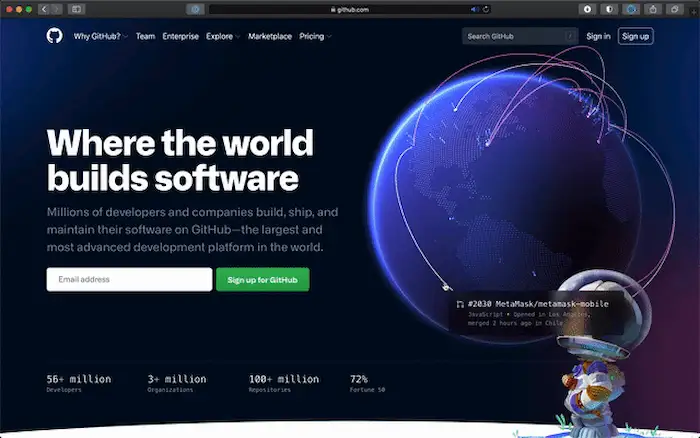 github.com
Why GitHub?
Team
Enterprise
Explore
Marketplace
Pricing
Search GitHub
/
Sign in
Sign up
Where the world
builds software
Millions of developers and companies build, ship, and
maintain their software on GitHub—the largest and
most advanced development platform in the world.
Email address
Sign up for GitHub
#2030 MetaMask/metamask-mobile
JavaScript • Opened in Los Angeles,
merged 2 hours ago in Chile
56+ million
Developers
3+ million
Organizations
100+ million
Repositories
72%
Fortune 50